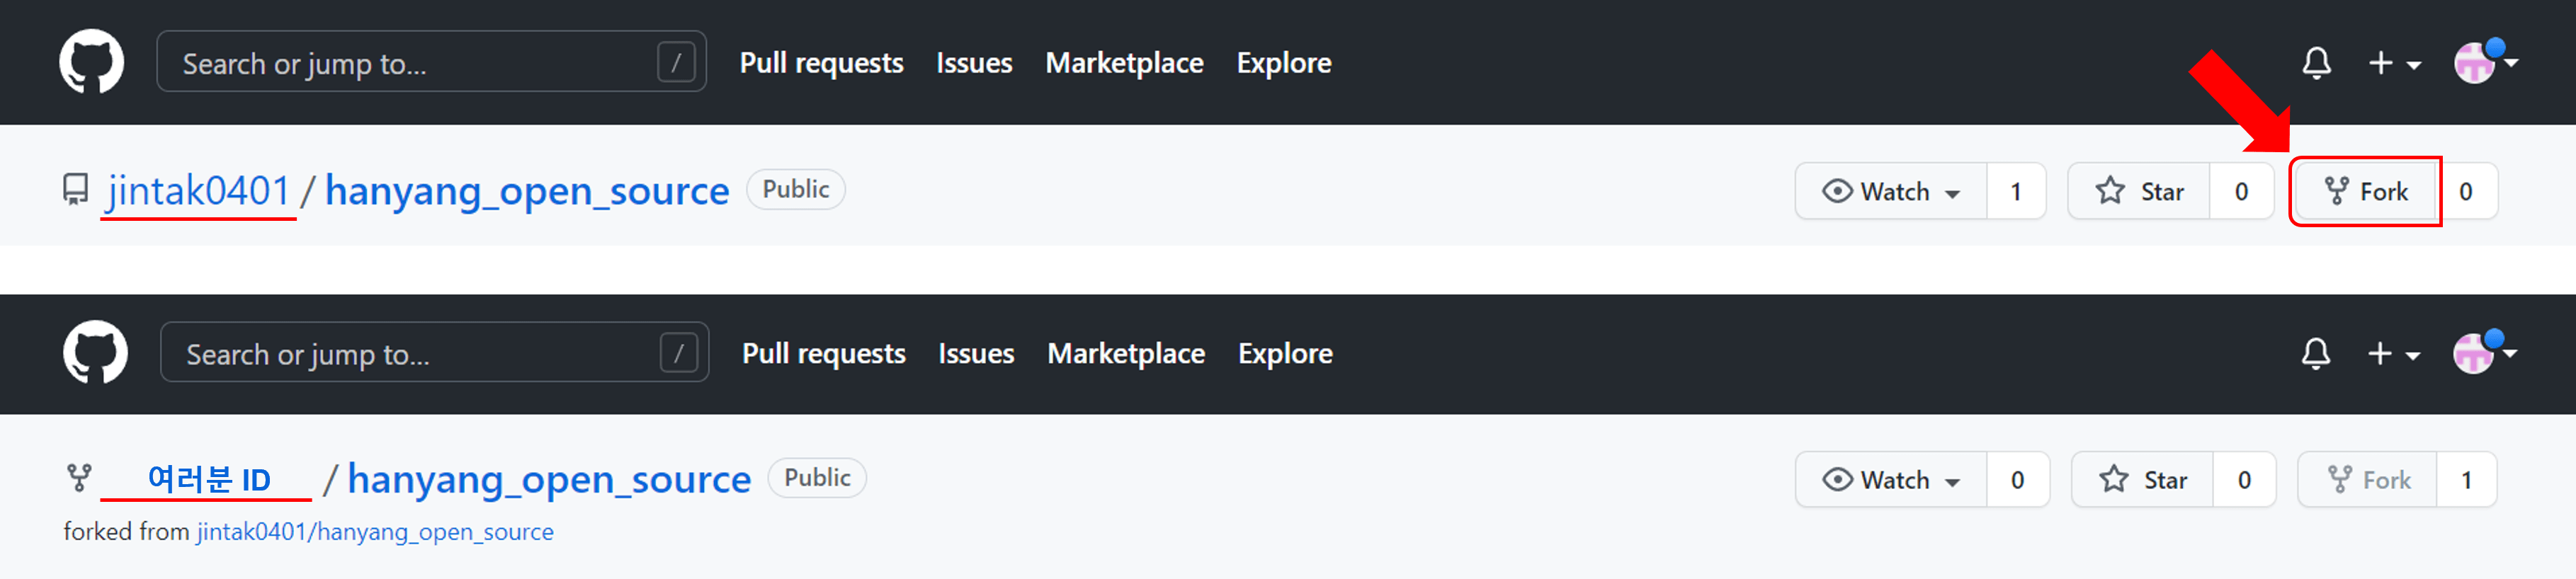 Search or jump to... / Pull requests Issues Marketplace Explore
jintak0401 / hanyang_open_source Public Watch 1 Star 0 Fork 0
Search or jump to... / Pull requests Issues Marketplace Explore
여러분 ID / hanyang_open_source Public Watch 0 Star 0 Fork 1
forked from jintak0401/hanyang_open_source